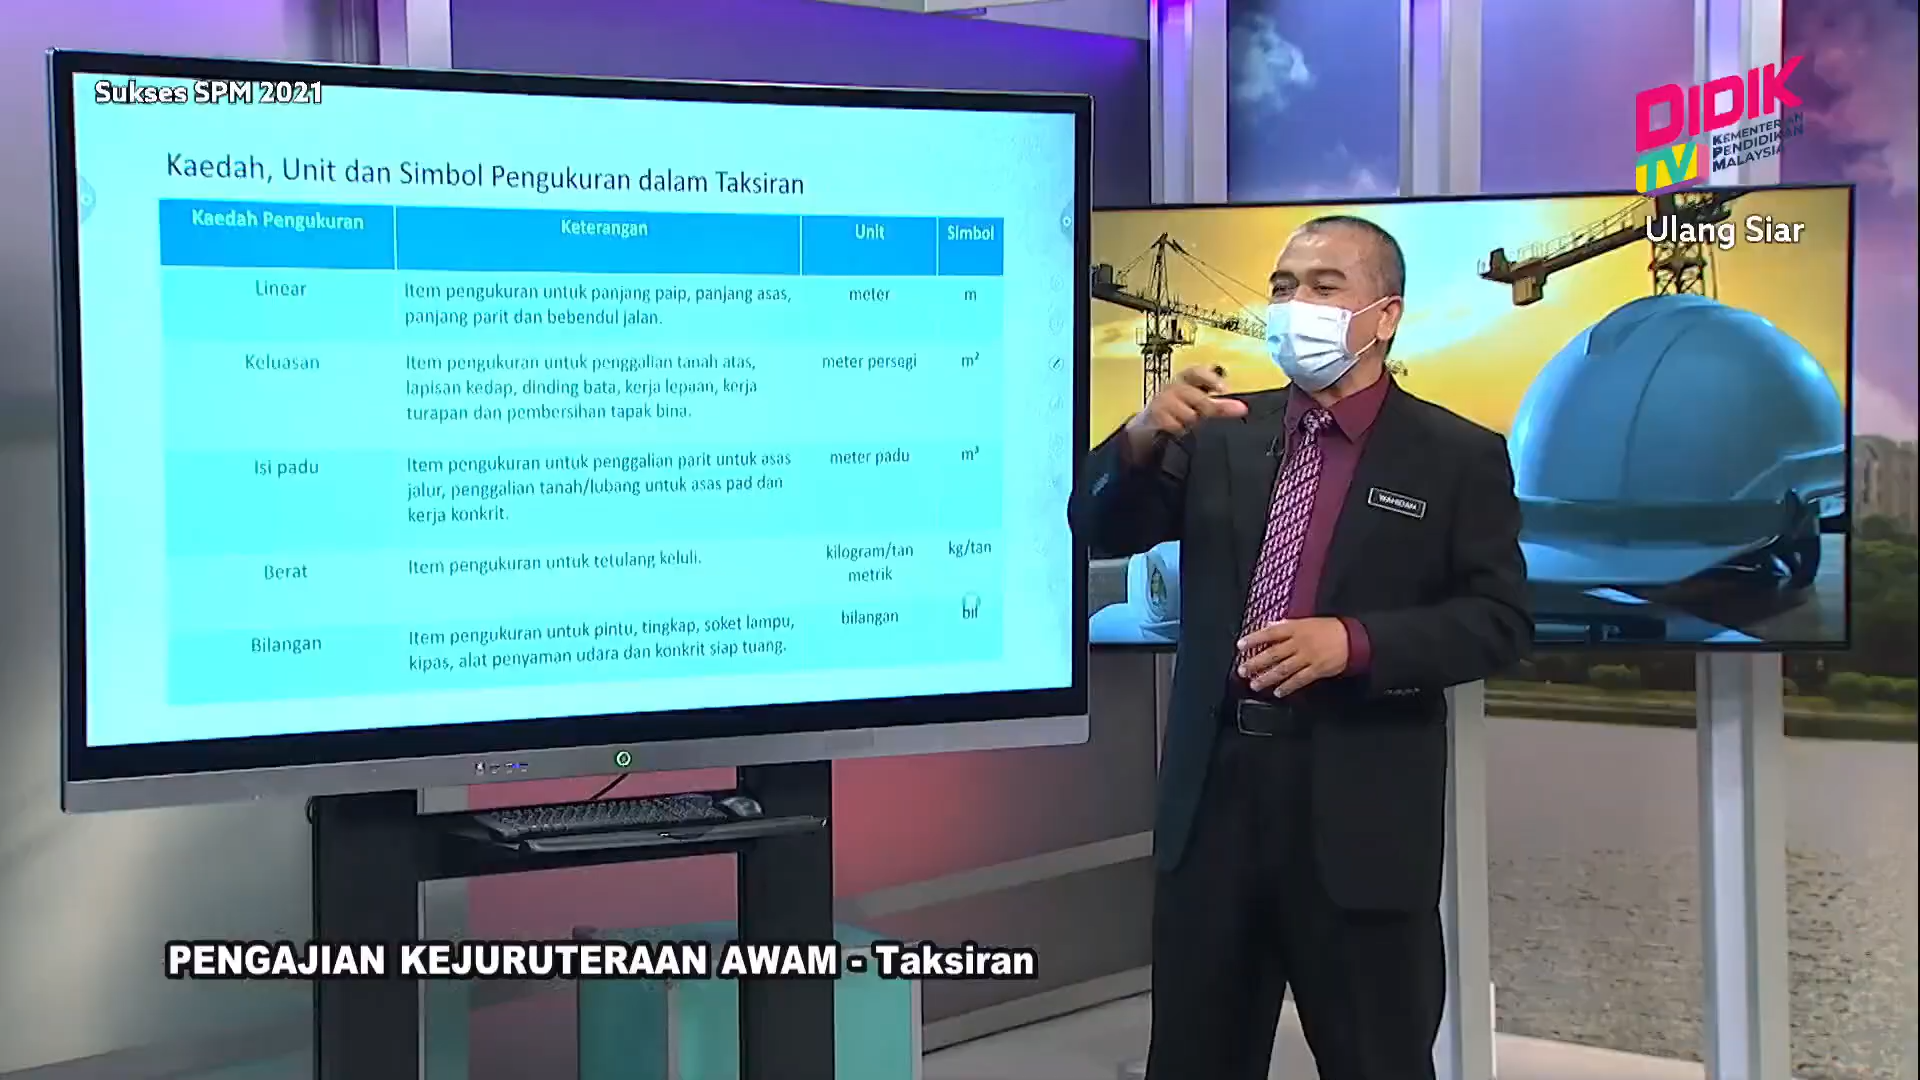 Sukses SPM 2021
Kaedah, Unit dan Simbol Pengukuran dalam Taksiran
Kaedah Pengukuran
Keterangan
Unit
Simbol
Linear
Item pengukuran untuk panjang paip, panjang asas,
panjang parit dan bebendul jalan.
meter
m
Keluasan
Item pengukuran untuk penggalian tanah atas,
lapisan kedap, dinding bata, kerja lepaan, kerja
turapan dan pembersihan tapak bina.
meter persegi
m²
Isi padu
Item pengukuran untuk penggalian parit untuk asas
jalur, penggalian tanah/lubang untuk asas pad dan
kerja konkrit.
meter padu
m³
Berat
Item pengukuran untuk tetulang keluli.
kilogram/tan
metrik
kg/tan
Bilangan
Item pengukuran untuk pintu, tingkap, soket lampu,
kipas, alat penyaman udara dan konkrit siap tuang.
bilangan
bil
DIDIK
TV
KEMENTERIAN
PENDIDIKAN
MALAYSIA
Ulang Siar
WAHIDAN
PENGAJIAN KEJURUTERAAN AWAM - Taksiran